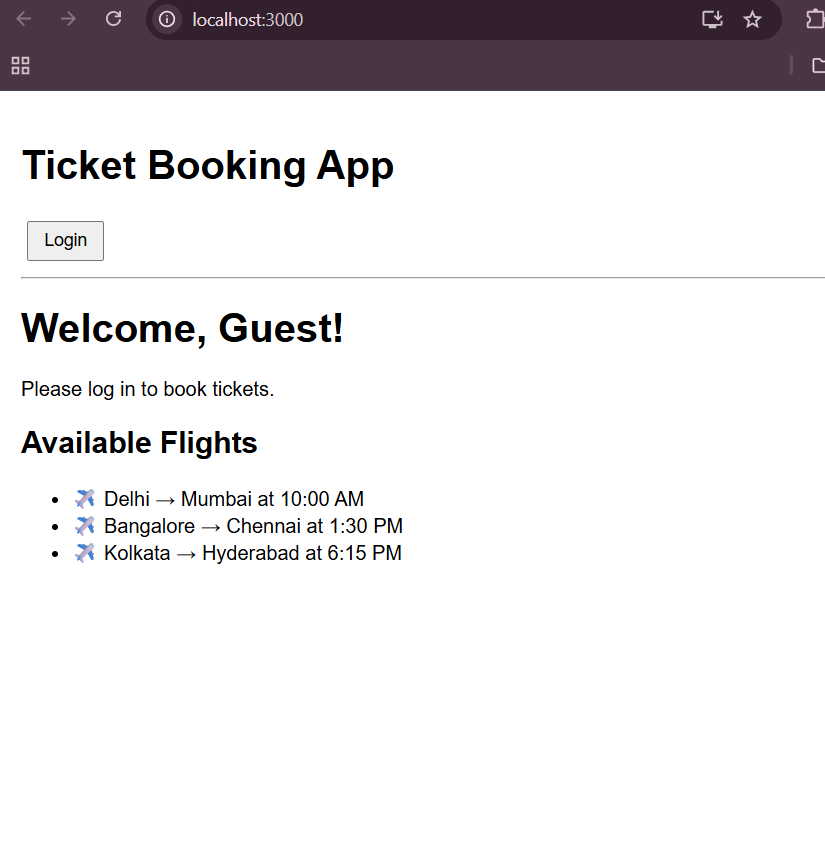 localhost:3000
Ticket Booking App
Login
Welcome, Guest!
Please log in to book tickets.
Available Flights
• ✈️ Delhi → Mumbai at 10:00 AM
• ✈️ Bangalore → Chennai at 1:30 PM
• ✈️ Kolkata → Hyderabad at 6:15 PM